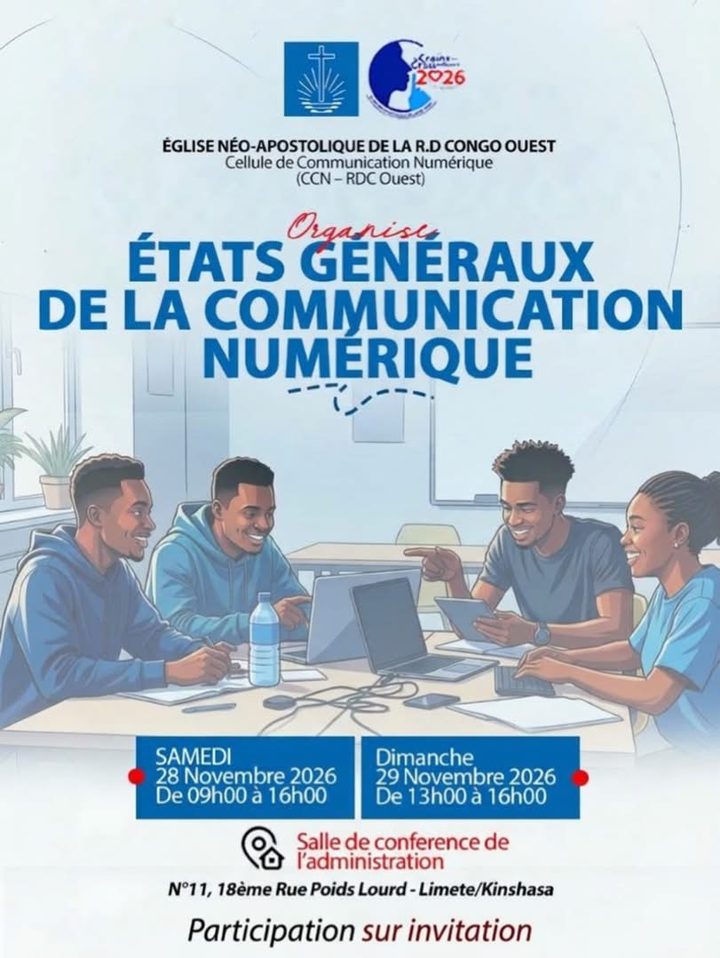 2026
ÉGLISE NÉO-APOSTOLIQUE DE LA R.D CONGO OUEST
Cellule de Communication Numérique
(CCN – RDC Ouest)
Organise
ÉTATS GÉNÉRAUX
DE LA COMMUNICATION
NUMÉRIQUE
SAMEDI
28 Novembre 2026
De 09h00 à 16h00
Dimanche
29 Novembre 2026
De 13h00 à 16h00
Salle de conference de
l'administration
N°11, 18ème Rue Poids Lourd - Limete/Kinshasa
Participation sur invitation